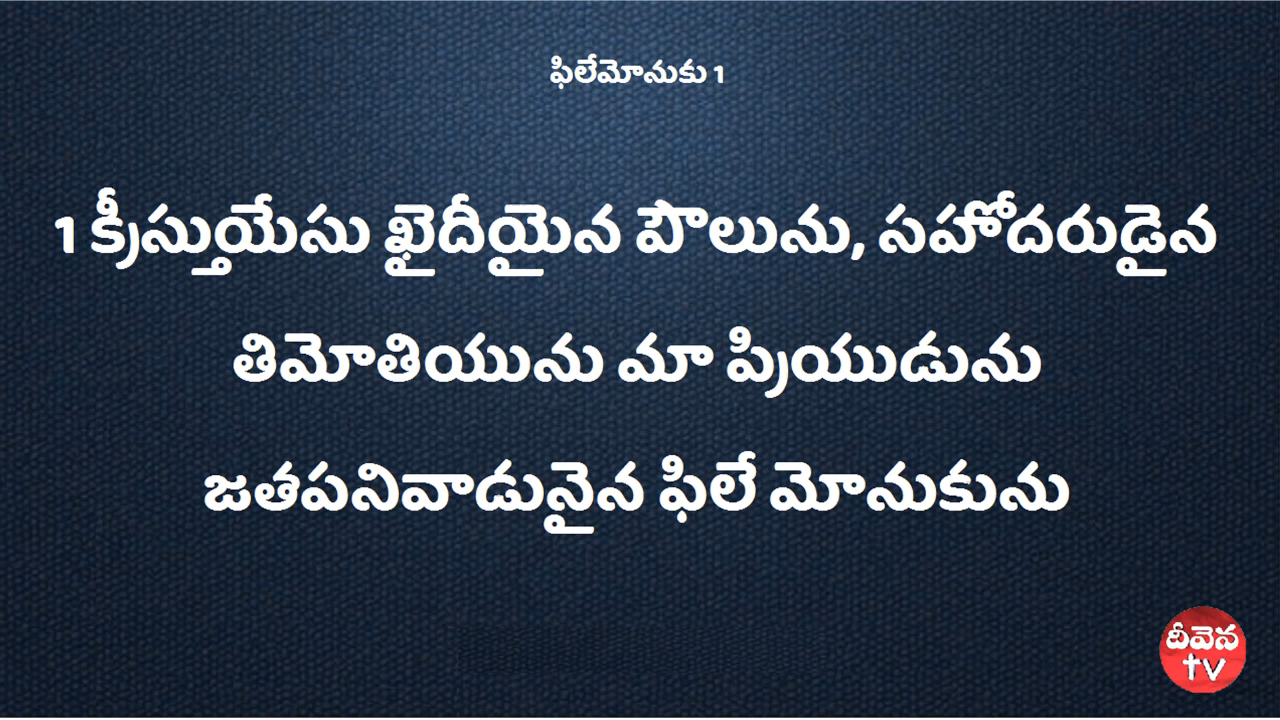 ఫిలేమోనుకు 1
1 క్రీస్తుయేసు ఖైదీయైన పౌలును, సహోదరుడైన
తిమోతియును మా ప్రియుడును
జతపనివాడునైన ఫిలే మోనుకును
దీవెన
tv